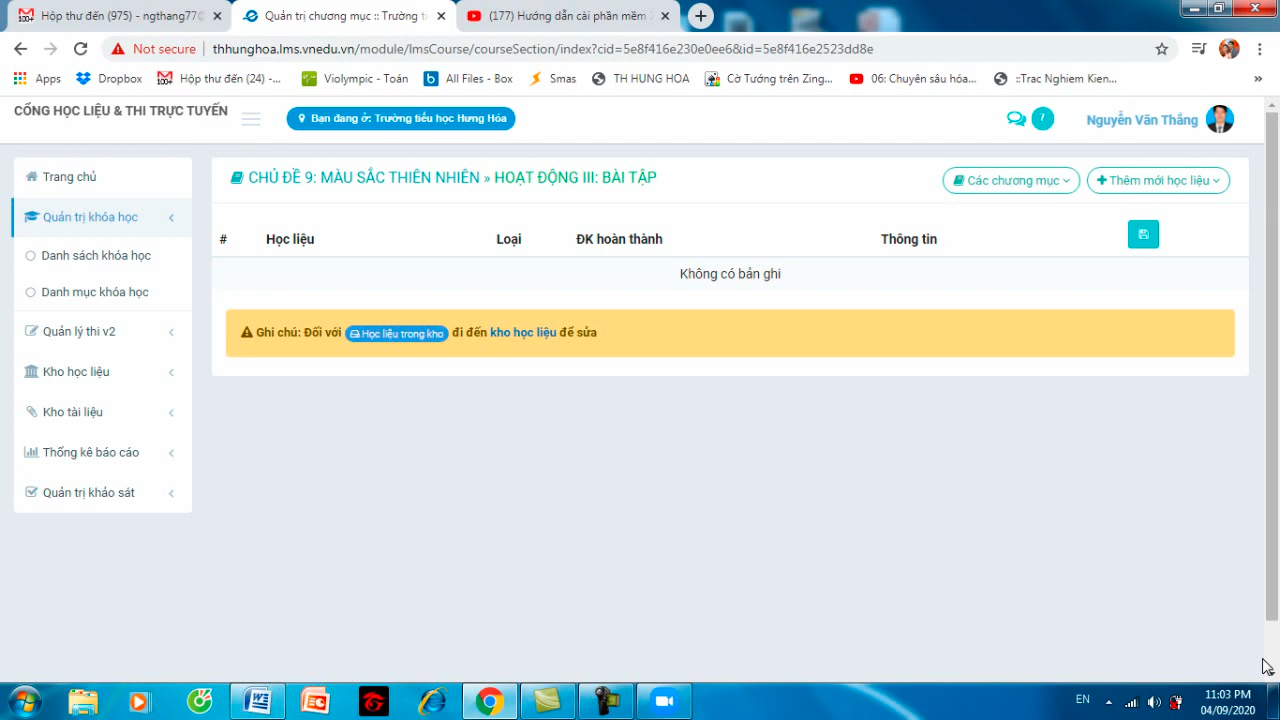 Hộp thư đến (975) - ngthang77@
Quản trị chương mục :: Trường t
(177) Hướng dẫn cài phần mềm 2
Not secure
thhunghoa.lms.vnedu.vn/module/lmsCourse/courseSection/index?cid=5e8f416e230e0ee6&id=5e8f416e2523dd8e
Apps
Dropbox
Hộp thư đến (24) -...
Violympic - Toán
All Files - Box
Smas
TH HUNG HOA
Cờ Tướng trên Zing...
06: Chuyên sâu hóa...
::Trac Nghiem Kien...
»
CỔNG HỌC LIỆU & THI TRỰC TUYẾN
Bạn đang ở: Trường tiểu học Hưng Hóa
Nguyễn Văn Thắng
Trang chủ
Quản trị khóa học
Danh sách khóa học
Danh mục khóa học
Quản lý thi v2
Kho học liệu
Kho tài liệu
Thống kê báo cáo
Quản trị khảo sát
CHỦ ĐỀ 9: MÀU SẮC THIÊN NHIÊN » HOẠT ĐỘNG III: BÀI TẬP
Các chương mục
Thêm mới học liệu
# Học liệu Loại ĐK hoàn thành Thông tin
Không có bản ghi
Ghi chú: Đối với Học liệu trong kho đi đến kho học liệu để sửa
EN
11:03 PM
04/09/2020